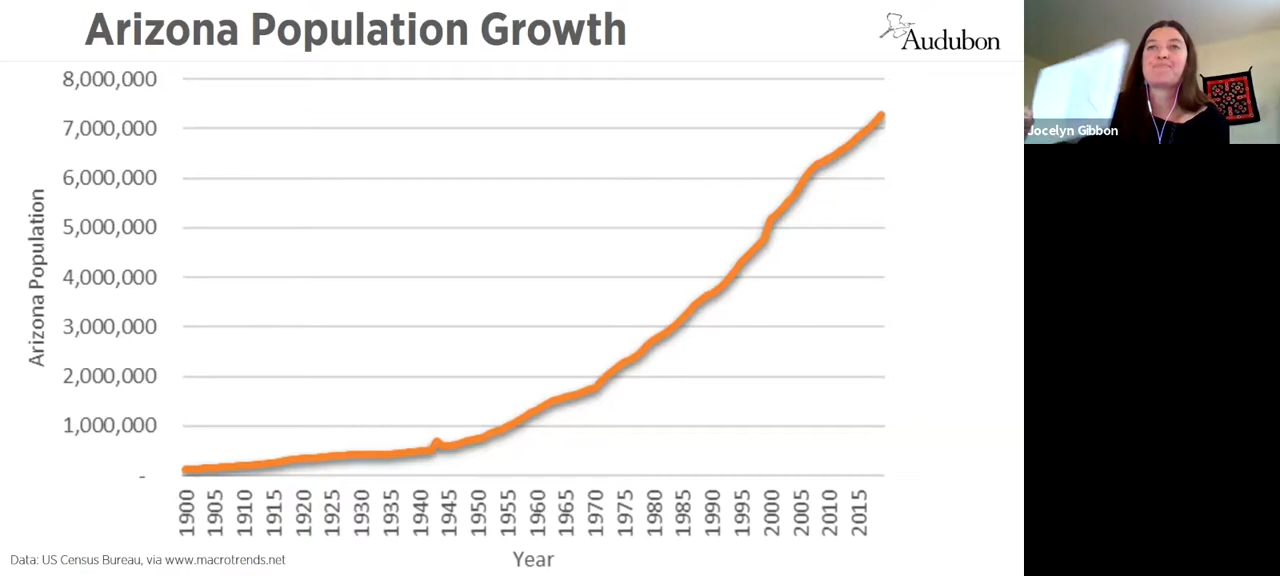 Arizona Population Growth
Audubon
8,000,000
7,000,000
6,000,000
5,000,000
4,000,000
3,000,000
2,000,000
1,000,000
-
Arizona Population
1900 1905 1910 1915 1920 1925 1930 1935 1940 1945 1950 1955 1960 1965 1970 1975 1980 1985 1990 1995 2000 2005 2010 2015
Year
Data: US Census Bureau, via www.macrotrends.net
Jocelyn Gibbon